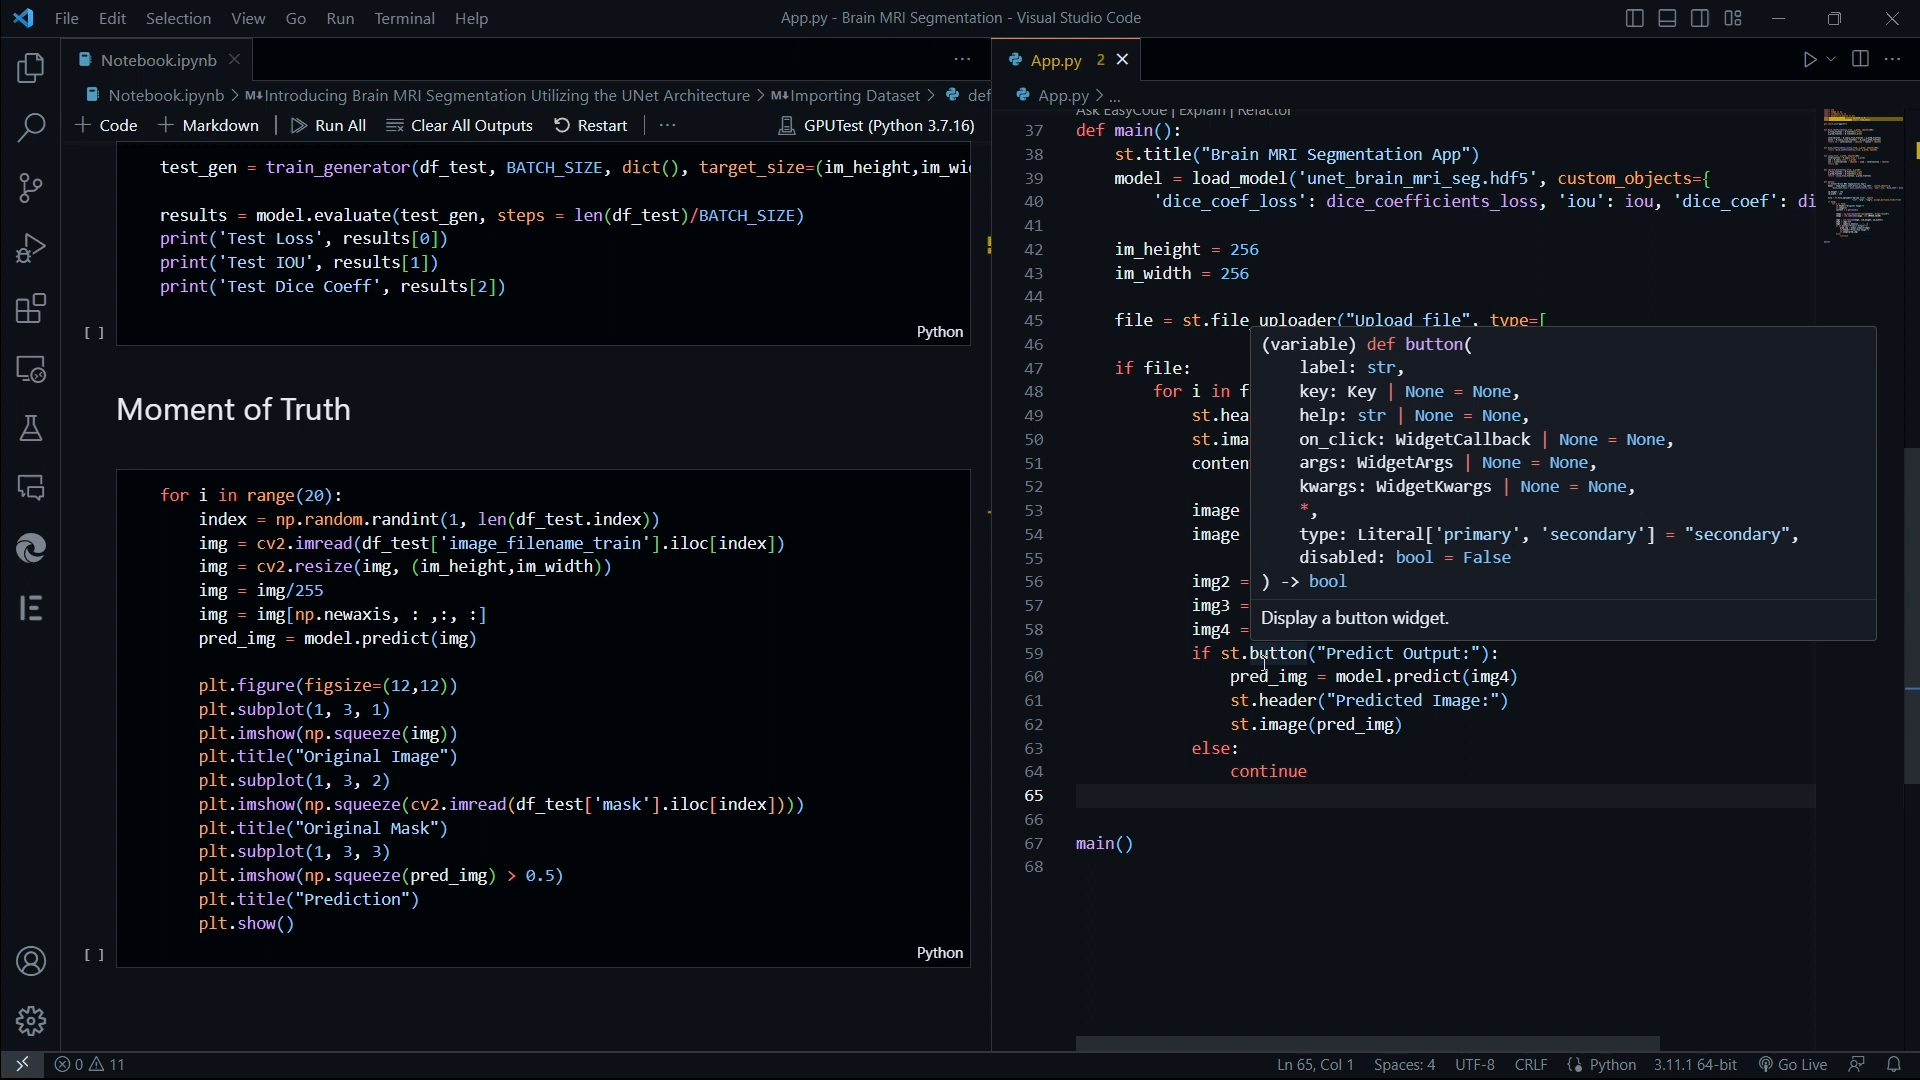 File Edit Selection View Go Run Terminal Help
App.py - Brain MRI Segmentation - Visual Studio Code
Notebook.ipynb
Notebook.ipynb > M↓Introducing Brain MRI Segmentation Utilizing the UNet Architecture > M↓Importing Dataset > def
+ Code + Markdown Run All Clear All Outputs Restart ... GPUTest (Python 3.7.16)
test_gen = train_generator(df_test, BATCH_SIZE, dict(), target_size=(im_height,im_wi
results = model.evaluate(test_gen, steps = len(df_test)/BATCH_SIZE)
print('Test Loss', results[0])
print('Test IOU', results[1])
print('Test Dice Coeff', results[2])
[ ]
Python
Moment of Truth
for i in range(20):
index = np.random.randint(1, len(df_test.index))
img = cv2.imread(df_test['image_filename_train'].iloc[index])
img = cv2.resize(img, (im_height,im_width))
img = img/255
img = img[np.newaxis, : ,:, :]
pred_img = model.predict(img)
plt.figure(figsize=(12,12))
plt.subplot(1, 3, 1)
plt.imshow(np.squeeze(img))
plt.title("Original Image")
plt.subplot(1, 3, 2)
plt.imshow(np.squeeze(cv2.imread(df_test['mask'].iloc[index])))
plt.title("Original Mask")
plt.subplot(1, 3, 3)
plt.imshow(np.squeeze(pred_img) > 0.5)
plt.title("Prediction")
plt.show()
[ ]
Python
App.py 2
App.py > ...
Ask EasyCode | Explain | Refactor
37 def main():
38 st.title("Brain MRI Segmentation App")
39 model = load_model('unet_brain_mri_seg.hdf5', custom_objects={
40 'dice_coef_loss': dice_coefficients_loss, 'iou': iou, 'dice_coef': di
41
42 im_height = 256
43 im_width = 256
44
45 file = st.file_uploader("Upload file", type=[
46
47 if file:
48 for i in f
49 st.hea
50 st.ima
51 conten
52
53 image
54 image
55
56 img2 =
57 img3 =
58 img4 =
59 if st.button("Predict Output:"):
60 pred_img = model.predict(img4)
61 st.header("Predicted Image:")
62 st.image(pred_img)
63 else:
64 continue
65
66
67 main()
68
(variable) def button(
label: str,
key: Key | None = None,
help: str | None = None,
on_click: WidgetCallback | None = None,
args: WidgetArgs | None = None,
kwargs: WidgetKwargs | None = None,
*,
type: Literal['primary', 'secondary'] = "secondary",
disabled: bool = False
) -> bool
Display a button widget.
0 11
Ln 65, Col 1 Spaces: 4 UTF-8 CRLF Python 3.11.1 64-bit Go Live